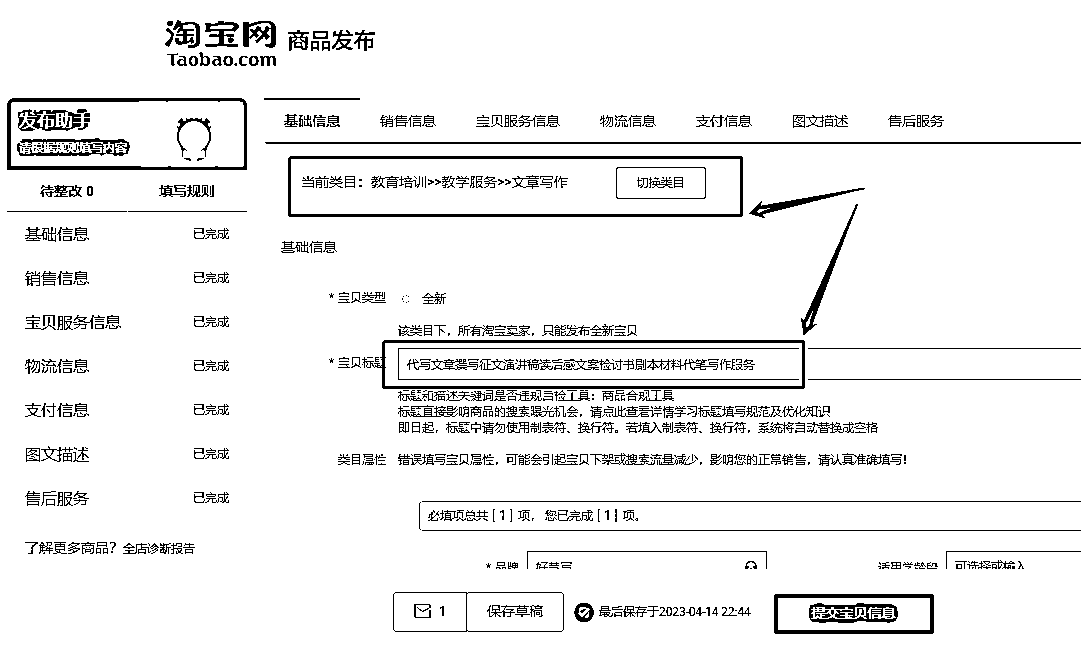 淘宝网 商品发布
Taobao.com
发布助手
请根据规则填写内容
待整改 0 填写规则
基础信息 已完成
销售信息 已完成
宝贝服务信息 已完成
物流信息 已完成
支付信息 已完成
图文描述 已完成
售后服务 已完成
了解更多商品？全店诊断报告
基础信息 销售信息 宝贝服务信息 物流信息 支付信息 图文描述 售后服务
当前类目：教育培训>>教学服务>>文章写作 切换类目
基础信息
* 宝贝类型 全新
该类目下，所有淘宝卖家，只能发布全新宝贝
* 宝贝标题 代写文章撰写征文演讲稿读后感文案检讨书剧本材料代笔写作服务
标题和描述关键词是否违规自检工具：商品合规工具
标题直接影响商品的搜索曝光机会，请点此查看详情学习标题填写规范及优化知识
即日起，标题中请勿使用制表符、换行符。若填入制表符、换行符，系统将自动替换成空格
类目属性 错误填写宝贝属性，可能会引起宝贝下架或搜索流量减少，影响您的正常销售，请认真准确填写！
必填项总共 [ 1 ] 项， 您已完成 [ 1 ] 项。
* 品牌 适用学龄段 可选择或输入
1 保存草稿 最后保存于2023-04-14 22:44 提交宝贝信息